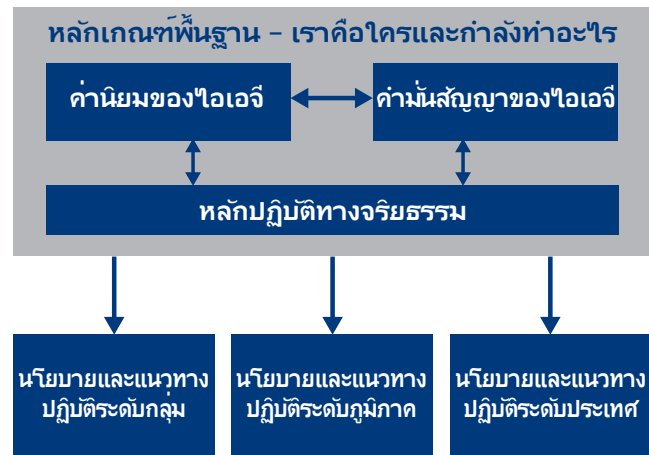 หลักเกณฑ์พื้นฐาน – เราคือใครและกำลังทำอะไร
ค่านิยมของไอเอจี
คำมั่นสัญญาของไอเอจี
หลักปฏิบัติทางจริยธรรม
นโยบายและแนวทาง
ปฏิบัติระดับกลุ่ม
นโยบายและแนวทาง
ปฏิบัติระดับภูมิภาค
นโยบายและแนวทาง
ปฏิบัติระดับประเทศ